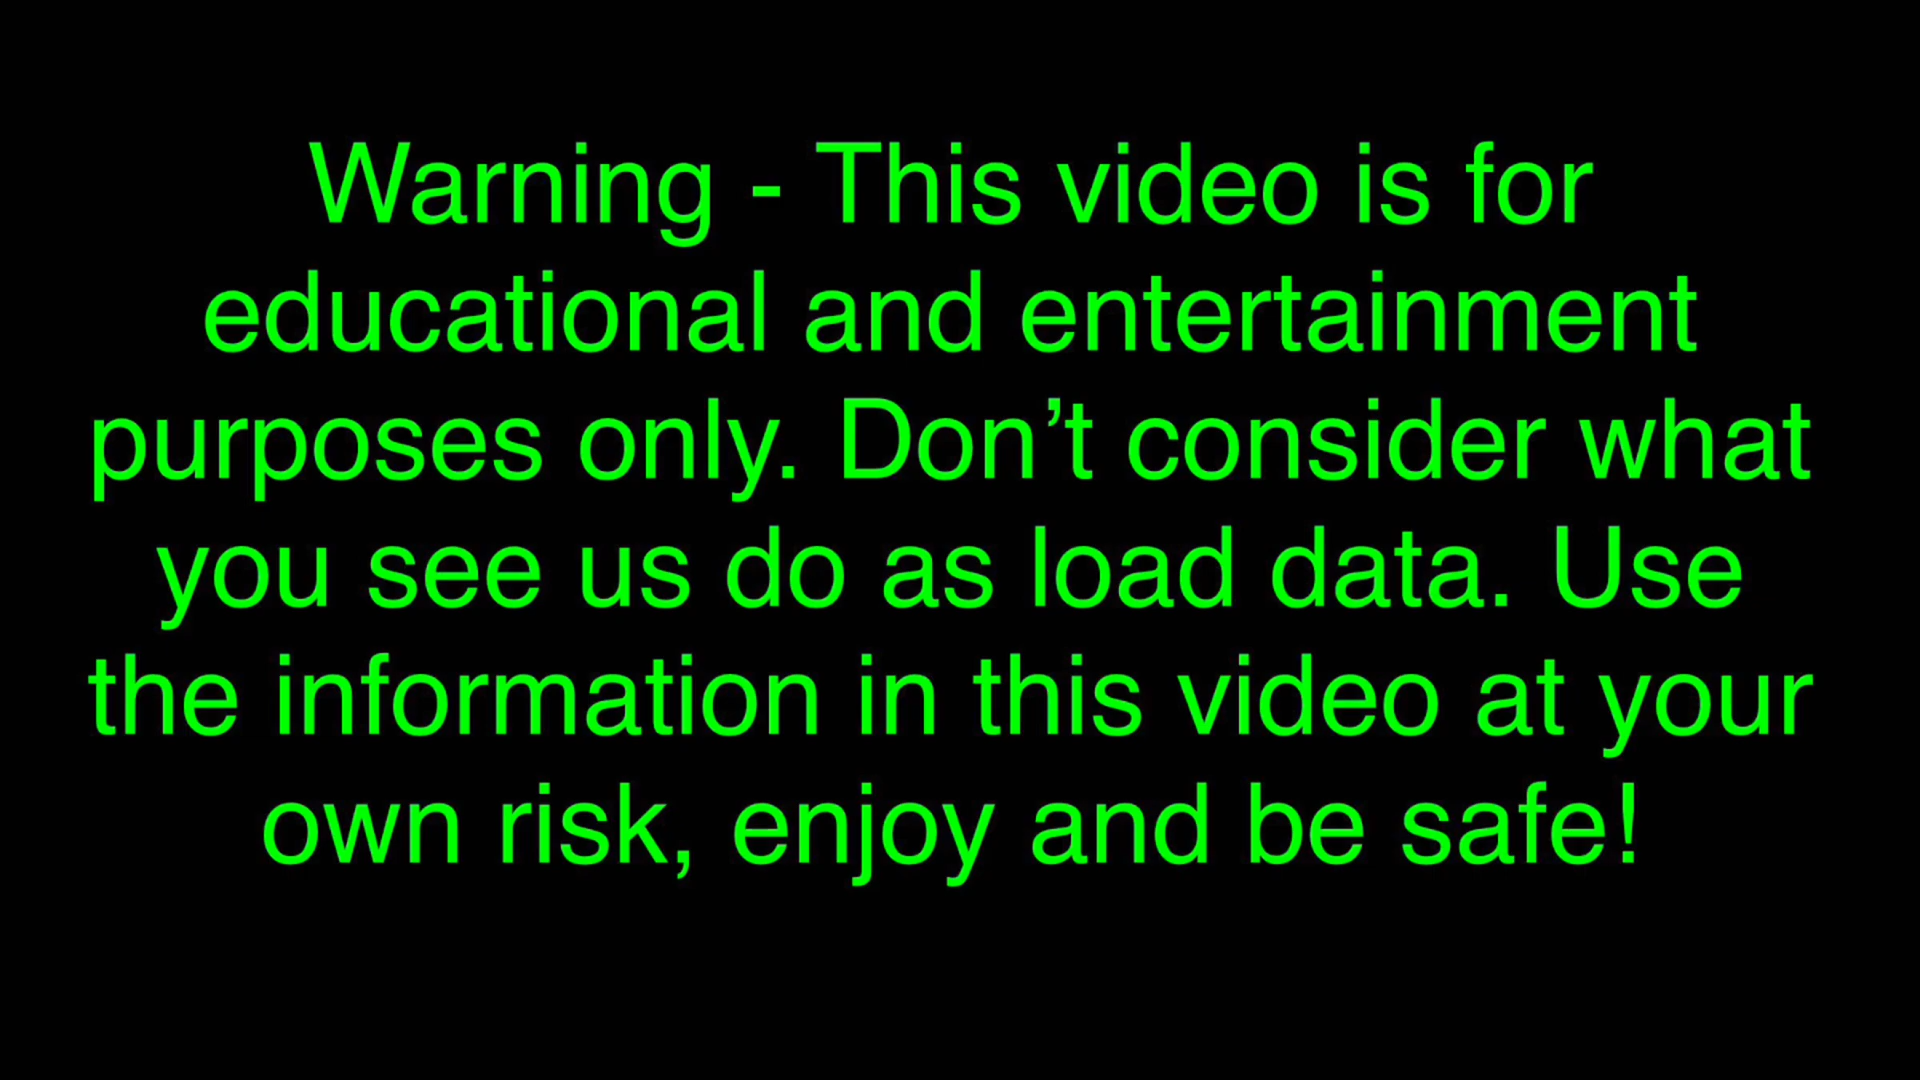 Warning - This video is for
educational and entertainment
purposes only. Don’t consider what
you see us do as load data. Use
the information in this video at your
own risk, enjoy and be safe!